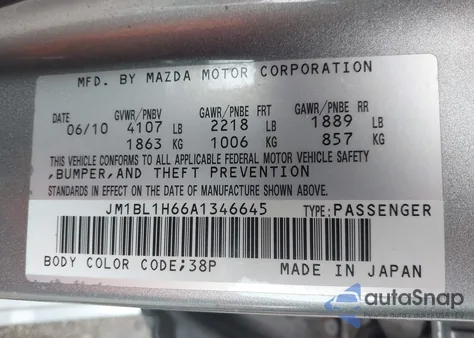 MFD. BY MAZDA MOTOR CORPORATION
DATE GVWR/PNBV GAWR/PNBE FRT GAWR/PNBE RR
06/10 4107 LB 2218 LB 1889 LB
1863 KG 1006 KG 857 KG
THIS VEHICLE CONFORMS TO ALL APPLICABLE FEDERAL MOTOR VEHICLE SAFETY
,BUMPER,AND THEFT PREVENTION
STANDARDS IN EFFECT ON THE DATE OF MANUFACTURE SHOWN ABOVE.
JM1BL1H66A1346645 TYPE:PASSENGER
BODY COLOR CODE;38P MADE IN JAPAN
autoSnap